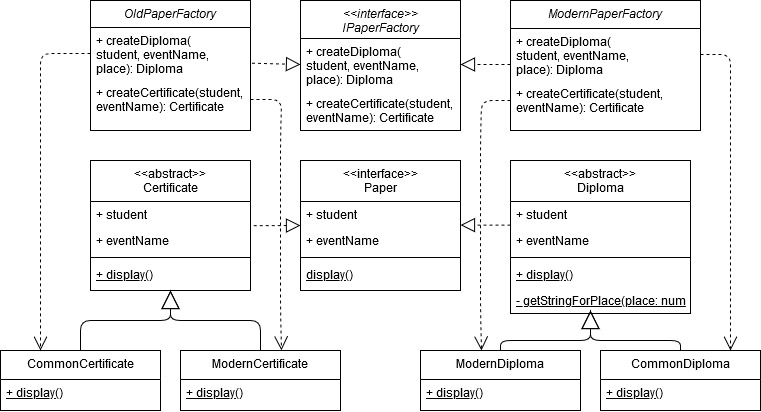 OldPaperFactory
+ createDiploma(
student, eventName,
place): Diploma
+ createCertificate(student,
eventName): Certificate
<<interface>>
IPaperFactory
+ createDiploma(
student, eventName,
place): Diploma
+ createCertificate(student,
eventName): Certificate
ModernPaperFactory
+ createDiploma(
student, eventName,
place): Diploma
+ createCertificate(student,
eventName): Certificate
<<abstract>>
Certificate
+ student
+ eventName
+ display()
<<interface>>
Paper
+ student
+ eventName
display()
<<abstract>>
Diploma
+ student
+ eventName
+ display()
- getStringForPlace(place: num
CommonCertificate
+ display()
ModernCertificate
+ display()
ModernDiploma
+ display()
CommonDiploma
+ display()